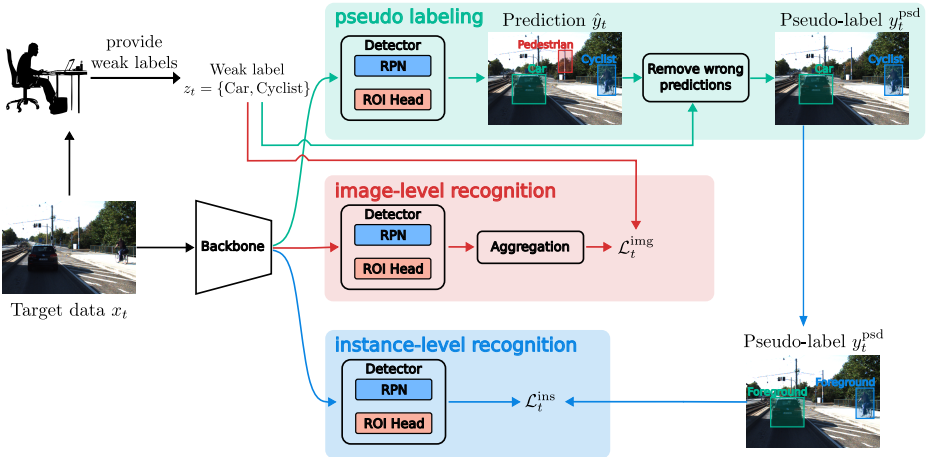 pseudo labeling
Prediction ŷ_t
Pseudo-label y_t^psd
provide
weak labels
Weak label
z_t = {Car, Cyclist}
Detector
RPN
ROI Head
Pedestrian
Car
Cyclist
Remove wrong
predictions
Car
Cyclist
image-level recognition
Detector
RPN
ROI Head
Aggregation
ℒ_t^img
Backbone
Target data x_t
instance-level recognition
Detector
RPN
ROI Head
ℒ_t^ins
Pseudo-label y_t^psd
Foreground
Foreground